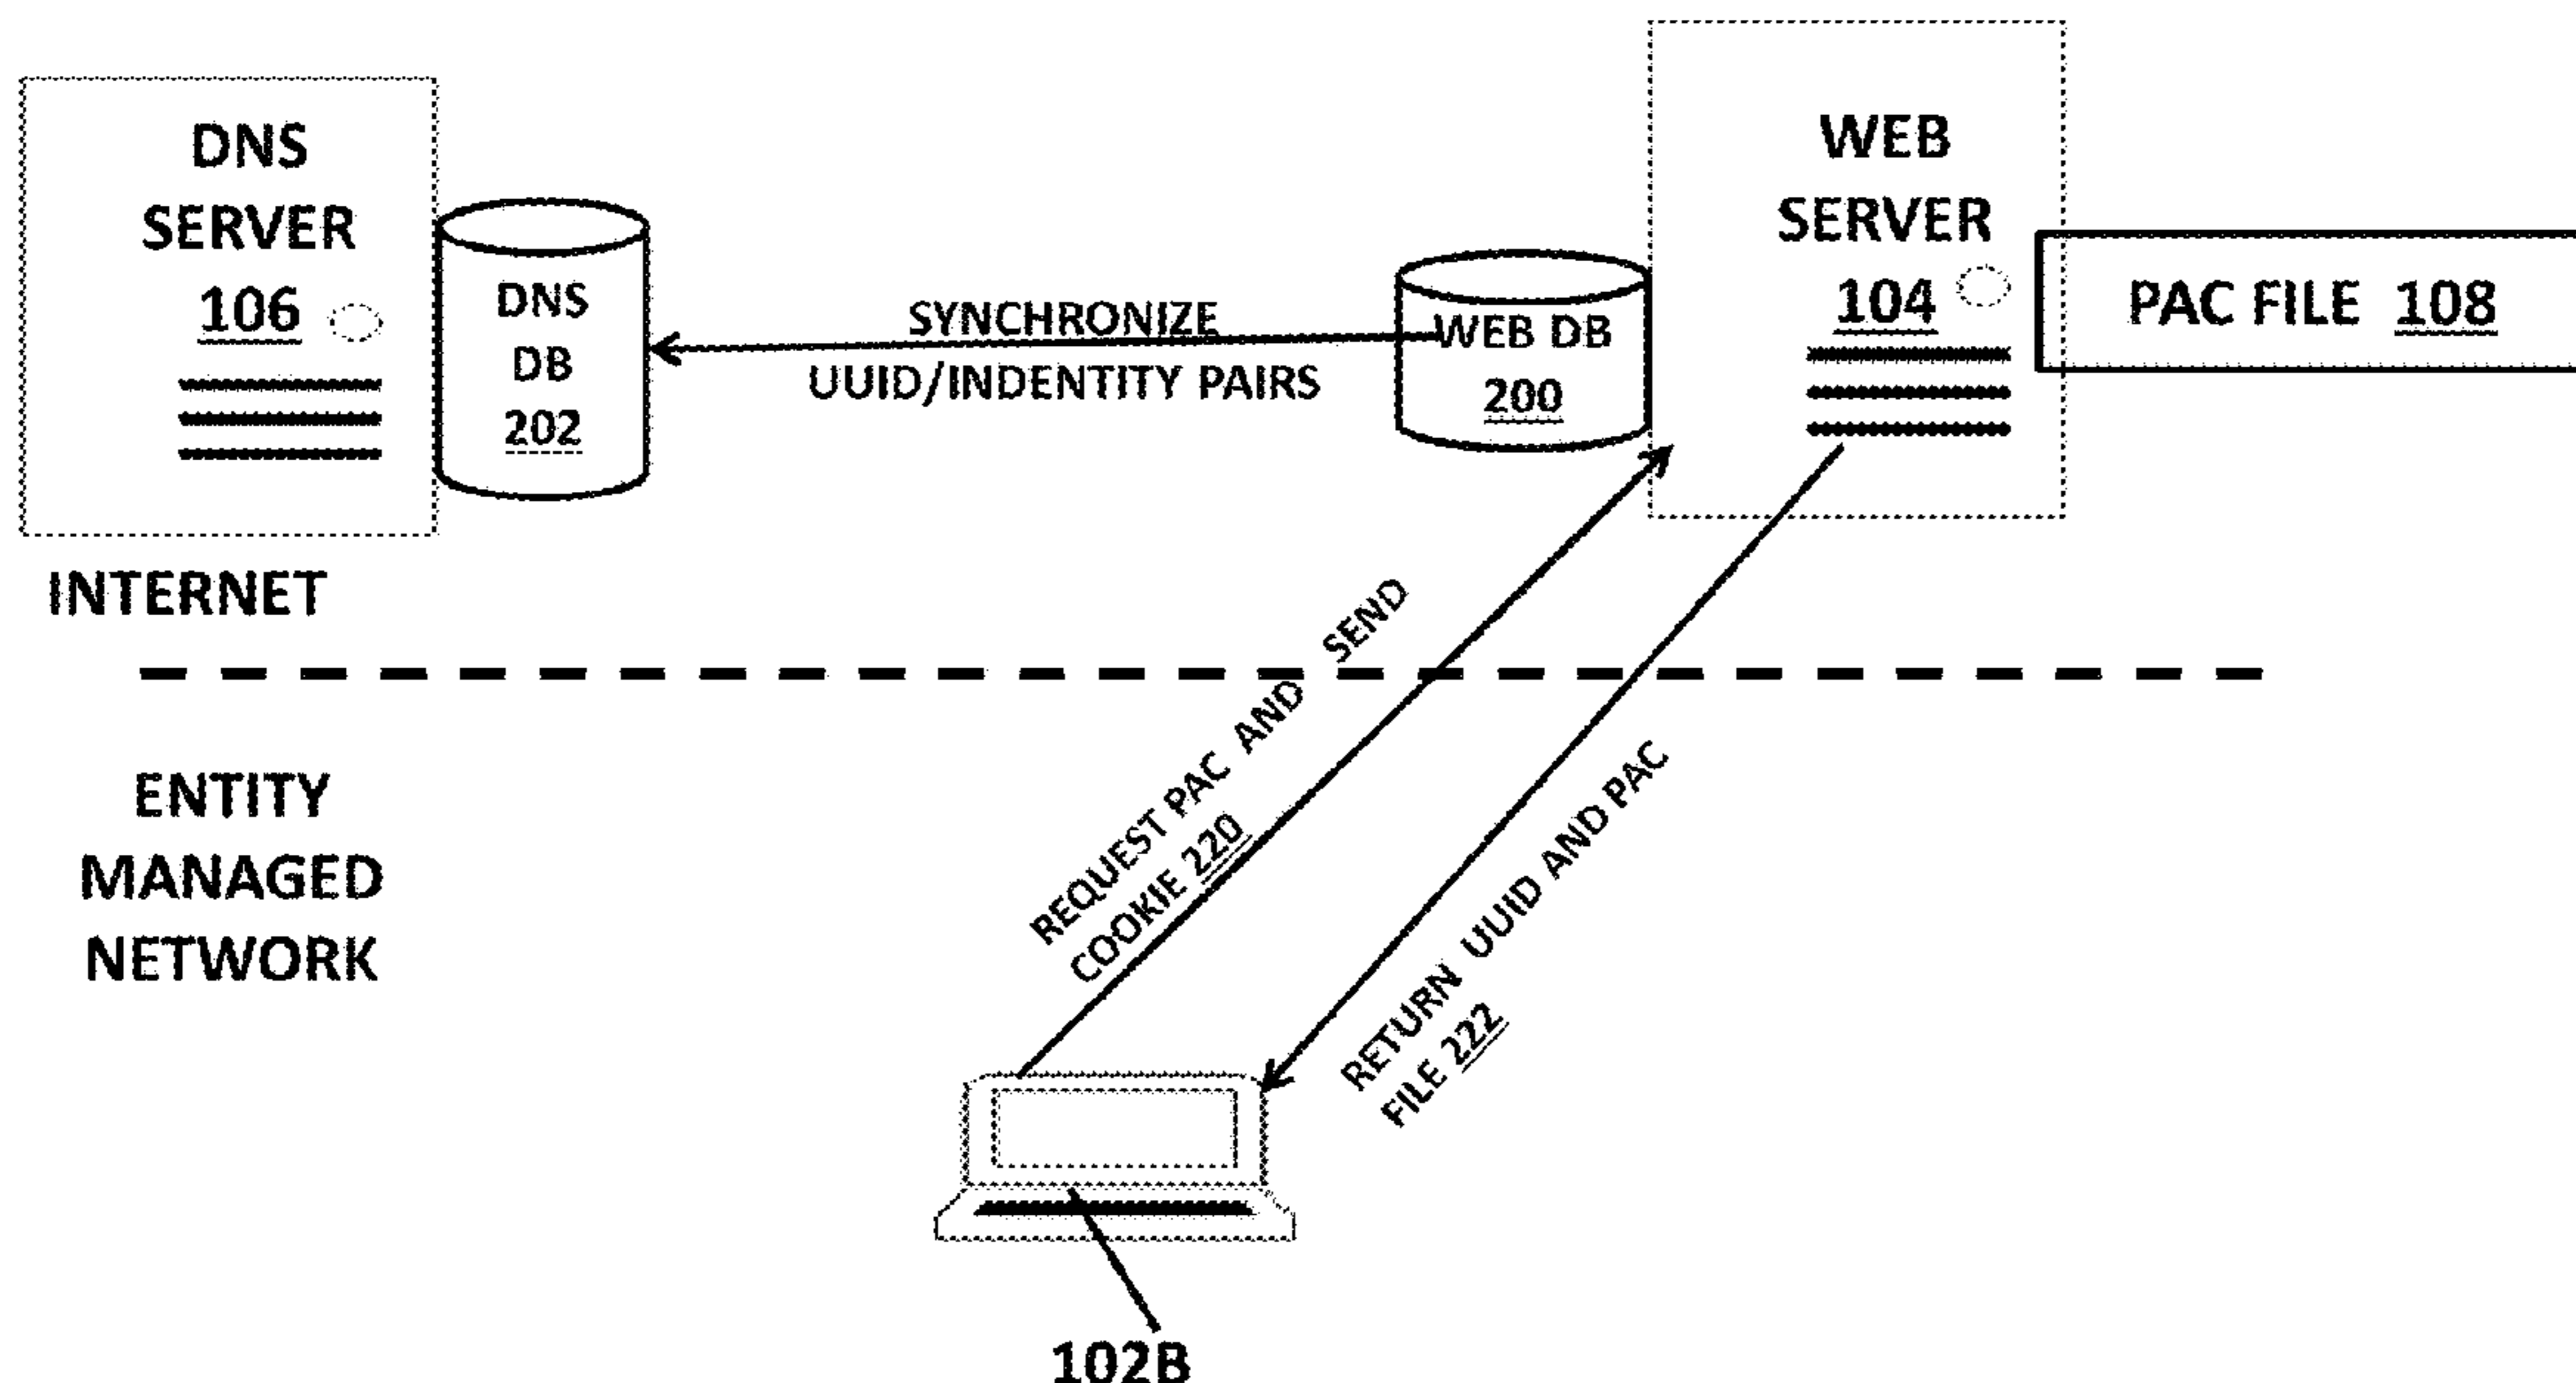 DNS
SERVER
106
DNS
DB
202
SYNCHRONIZE
UUID/INDENTITY PAIRS
WEB DB
200
WEB
SERVER
104
PAC FILE 108
INTERNET
ENTITY
MANAGED
NETWORK
REQUEST PAC AND SEND
COOKIE 220
RETURN UUID AND PAC
FILE 222
102B